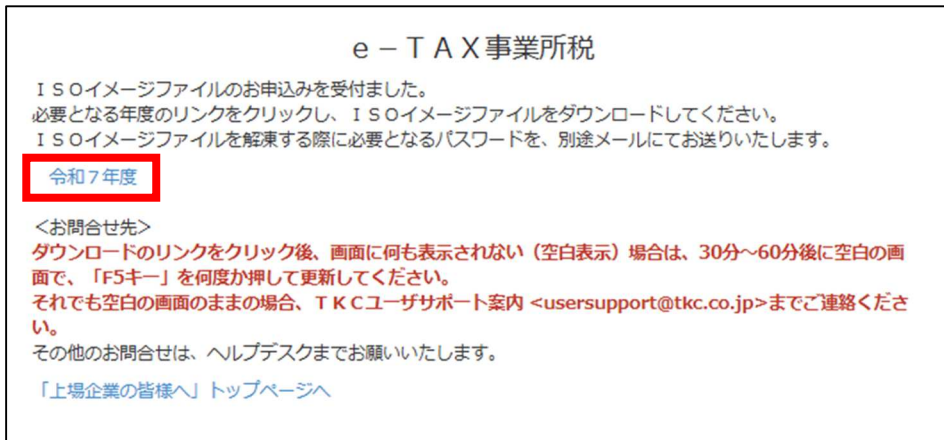 ｅ－ＴＡＸ事業所税
ＩＳＯイメージファイルのお申込みを受付ました。
必要となる年度のリンクをクリックし、ＩＳＯイメージファイルをダウンロードしてください。
ＩＳＯイメージファイルを解凍する際に必要となるパスワードを、別途メールにてお送りいたします。
令和７年度
＜お問合せ先＞
ダウンロードのリンクをクリック後、画面に何も表示されない（空白表示）場合は、30分～60分後に空白の画
面で、「F5キー」を何度か押して更新してください。
それでも空白の画面のままの場合、ＴＫＣユーザサポート案内 <usersupport@tkc.co.jp>までご連絡くださ
い。
その他のお問合せは、ヘルプデスクまでお願いいたします。
「上場企業の皆様へ」トップページへ